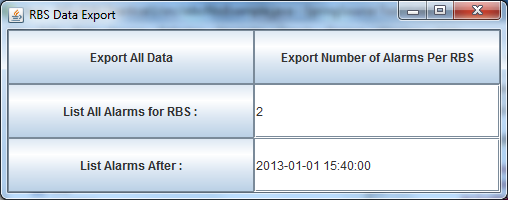 RBS Data Export
Export All Data
Export Number of Alarms Per RBS
List All Alarms for RBS :
2
List Alarms After :
2013-01-01 15:40:00